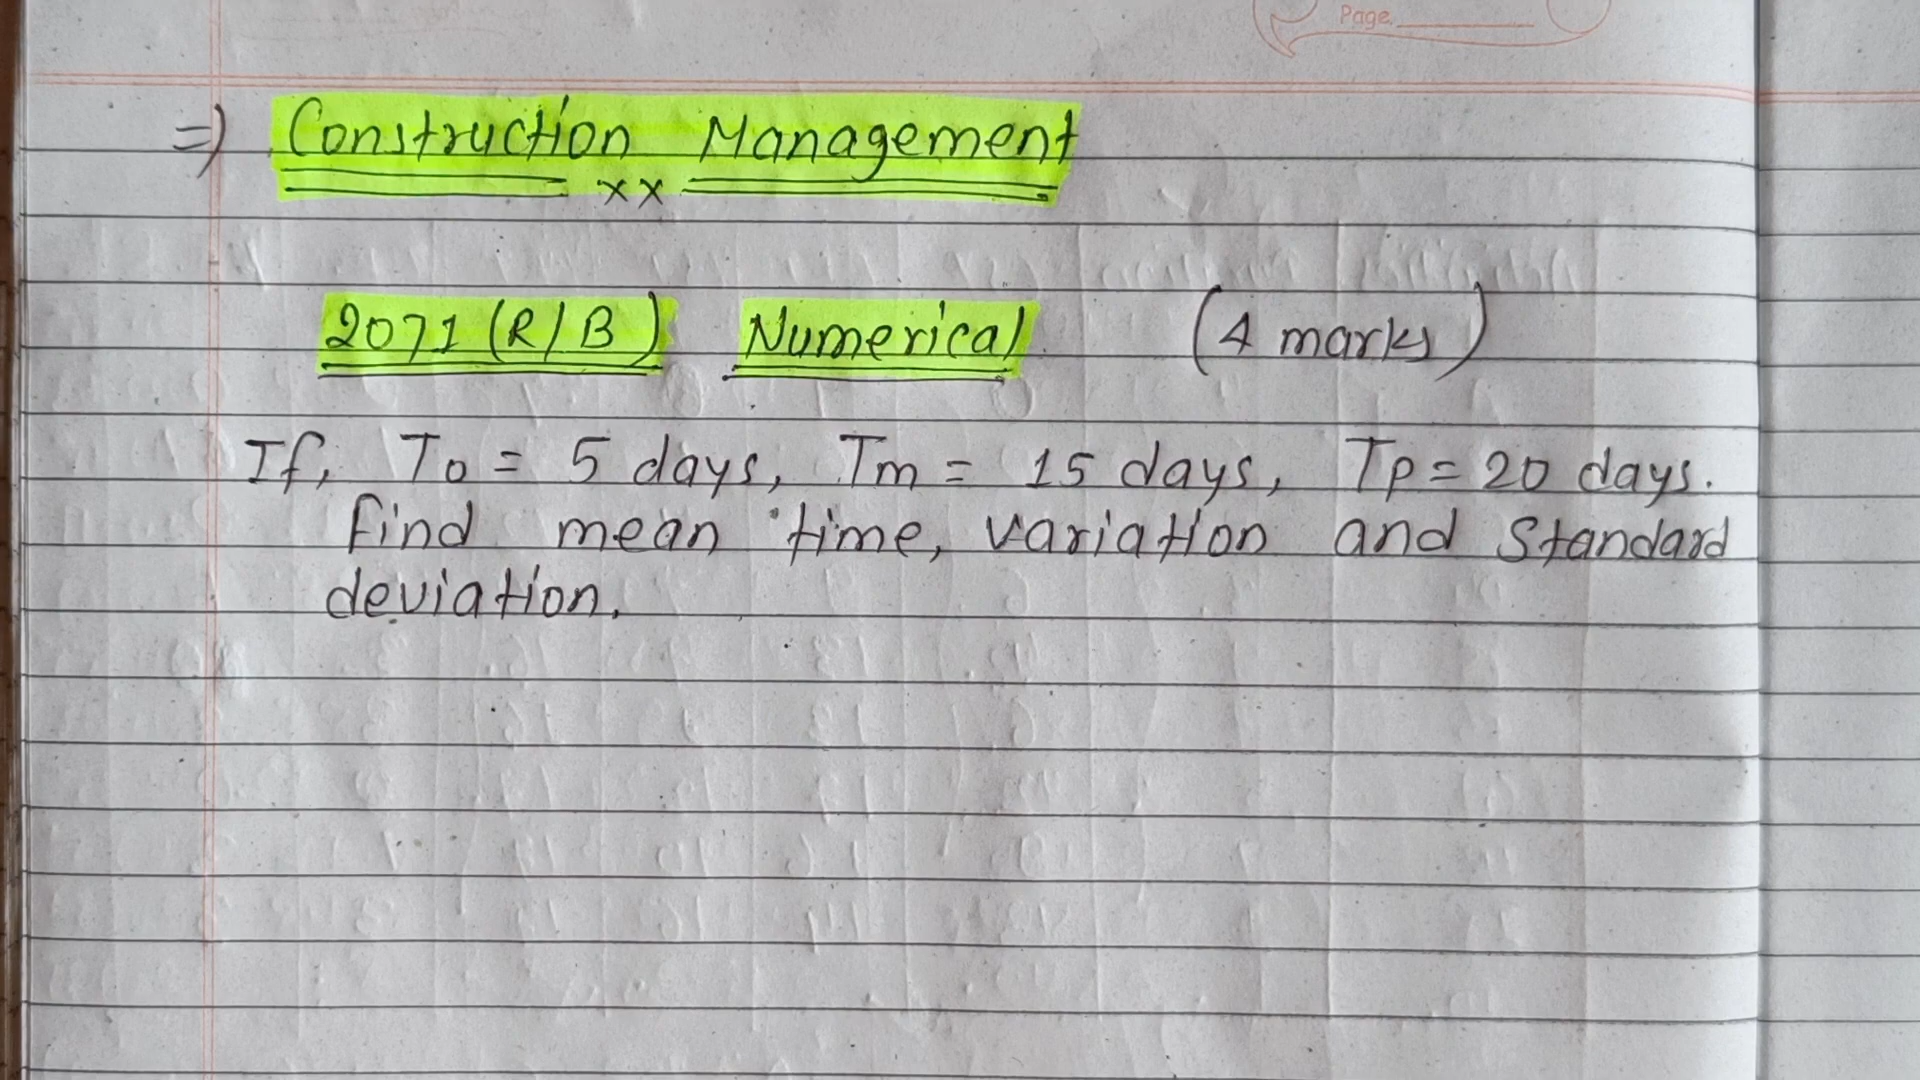 Page.
=) Construction Management
xx
2071 (R/B) Numerical (4 marks)
If, To = 5 days, Tm = 15 days, Tp = 20 days.
find mean time, variation and Standard
deviation.